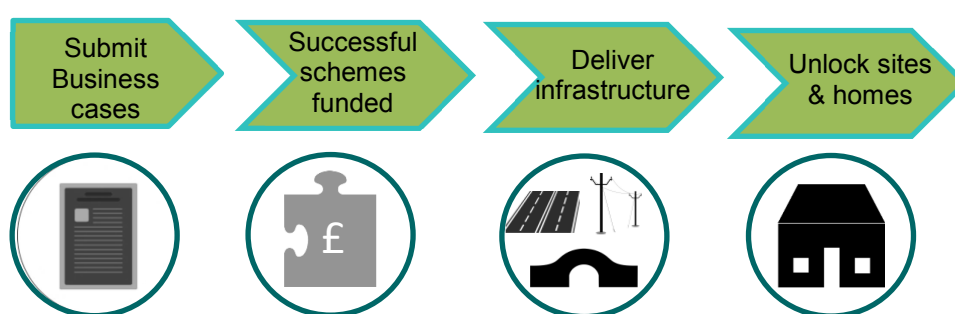 Submit
Business
cases
Successful
schemes
funded
Deliver
infrastructure
Unlock sites
& homes
£